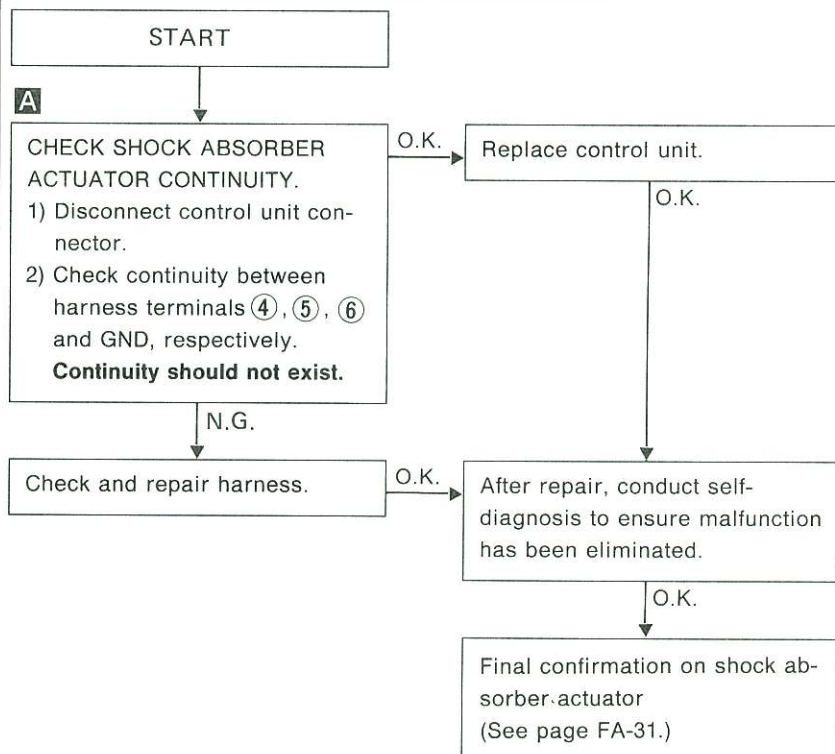 START
A
CHECK SHOCK ABSORBER
ACTUATOR CONTINUITY.
1) Disconnect control unit con-
nector.
2) Check continuity between
harness terminals ④, ⑤, ⑥
and GND, respectively.
Continuity should not exist.
O.K.
Replace control unit.
O.K.
N.G.
Check and repair harness.
O.K.
After repair, conduct self-
diagnosis to ensure malfunction
has been eliminated.
O.K.
Final confirmation on shock ab-
sorber actuator
(See page FA-31.)